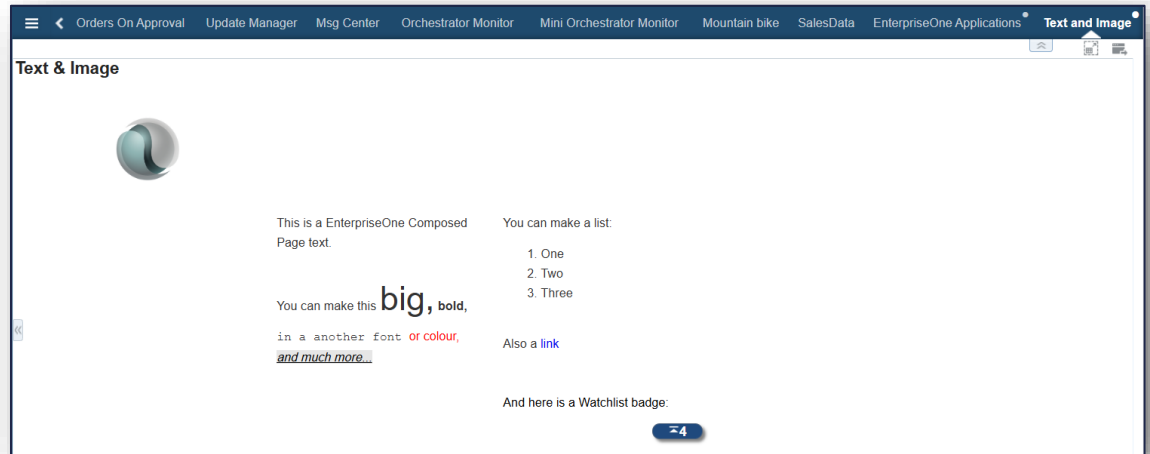 Orders On Approval Update Manager Msg Center Orchestrator Monitor Mini Orchestrator Monitor Mountain bike SalesData EnterpriseOne Applications Text and Image
Text & Image
This is a EnterpriseOne Composed
Page text.
You can make this big, bold,
in a another font or colour,
and much more...
You can make a list:
1. One
2. Two
3. Three
Also a link
And here is a Watchlist badge:
4